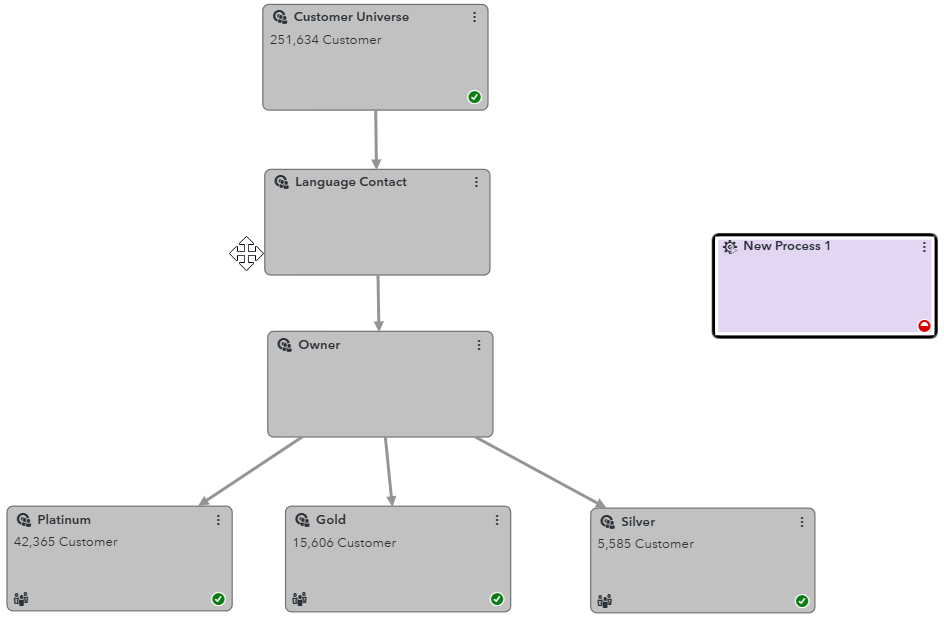 Customer Universe
251,634 Customer
Language Contact
New Process 1
Owner
Platinum
42,365 Customer
Gold
15,606 Customer
Silver
5,585 Customer